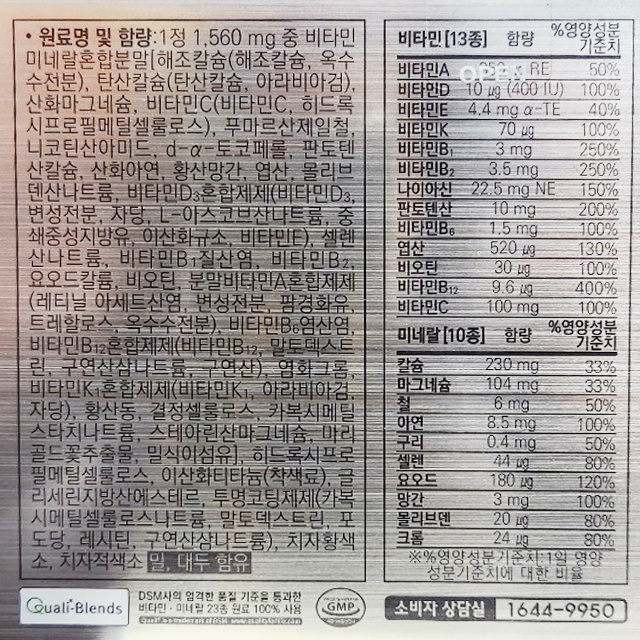 • 원료명 및 함량:1정 1,560 mg 중 비타민
미네랄혼합분말[해조칼슘(해조칼슘, 옥수
수전분), 탄산칼슘(탄산칼슘, 아라비아검),
산화마그네슘, 비타민C(비타민C, 히드록
시프로필메틸셀룰로스), 푸마르산제일철,
니코틴산아미드, d-α-토코페롤, 판토텐
산칼슘, 산화아연, 황산망간, 엽산, 몰리브
덴산나트륨, 비타민D₃혼합제제(비타민D₃,
변성전분, 자당, L-아스코브산나트륨, 중
쇄중성지방유, 이산화규소, 비타민E), 셀렌
산나트륨, 비타민B₁질산염, 비타민B₂,
요오드칼륨, 비오틴, 분말비타민A혼합제제
(레티닐 아세트산염, 변성전분, 팜경화유,
트레할로스, 옥수수전분), 비타민B₆염산염,
비타민B₁₂혼합제제(비타민B₁₂, 말토덱스트
린, 구연산삼나트륨, 구연산), 염화크롬,
비타민K₁혼합제제(비타민K₁, 아라비아검,
자당), 황산동, 결정셀룰로스, 카복시메틸
스타치나트륨, 스테아린산마그네슘, 마리
골드꽃추출물, 밀식이섬유], 히드록시프로
필메틸셀룰로스, 이산화티타늄(착색료), 글
리세린지방산에스테르, 투명코팅제제(카복
시메틸셀룰로스나트륨, 말토덱스트린, 포
도당, 레시틴, 구연산삼나트륨), 치자황색
소, 치자적색소 밀, 대두 함유
비타민[13종] 함량 %영양성분
기준치
비타민A RE 50%
OPEN
비타민D 10 ㎍ (400 IU) 100%
비타민E 4.4 mg α-TE 40%
비타민K 70 ㎍ 100%
비타민B₁ 3 mg 250%
비타민B₂ 3.5 mg 250%
나이아신 22.5 mg NE 150%
판토텐산 10 mg 200%
비타민B₆ 1.5 mg 100%
엽산 520 ㎍ 130%
비오틴 30 ㎍ 100%
비타민B₁₂ 9.6 ㎍ 400%
비타민C 100 mg 100%
미네랄[10종] 함량 %영양성분
기준치
칼슘 230 mg 33%
마그네슘 104 mg 33%
철 6 mg 50%
아연 8.5 mg 100%
구리 0.4 mg 50%
셀렌 44 ㎍ 80%
요오드 180 ㎍ 120%
망간 3 mg 100%
몰리브덴 20 ㎍ 80%
크롬 24 ㎍ 80%
※%영양성분기준치:1일 영양
성분기준치에 대한 비율
Quali®-Blends
DSM사의 엄격한 품질 기준을 통과한
비타민·미네랄 23종 원료 100% 사용
Quali® is a trademark of DSM. www.qualityforlife.com
GMP
소비자 상담실 1644-9950